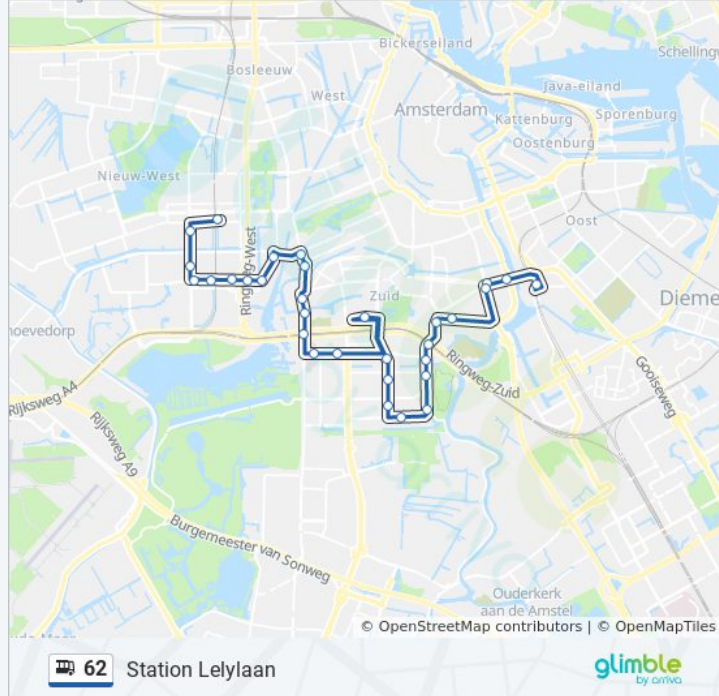 Bickerseiland
Bosleeuw
Schellingw
West
Java-eiland
Amsterdam
Kattenburg
Sporenburg
Oostenburg
Nieuw-West
Oost
Ringweg-West
Zuid
Dieme
hoevedorp
Ringweg-Zuid
Gooiseweg
Rijksweg A4
Rijksweg A9
Burgemeester van Sonweg
Ouderkerk
aan de Amstel
© OpenStreetMap contributors | © OpenMapTiles
62 Station Lelylaan
glimble
by arriva